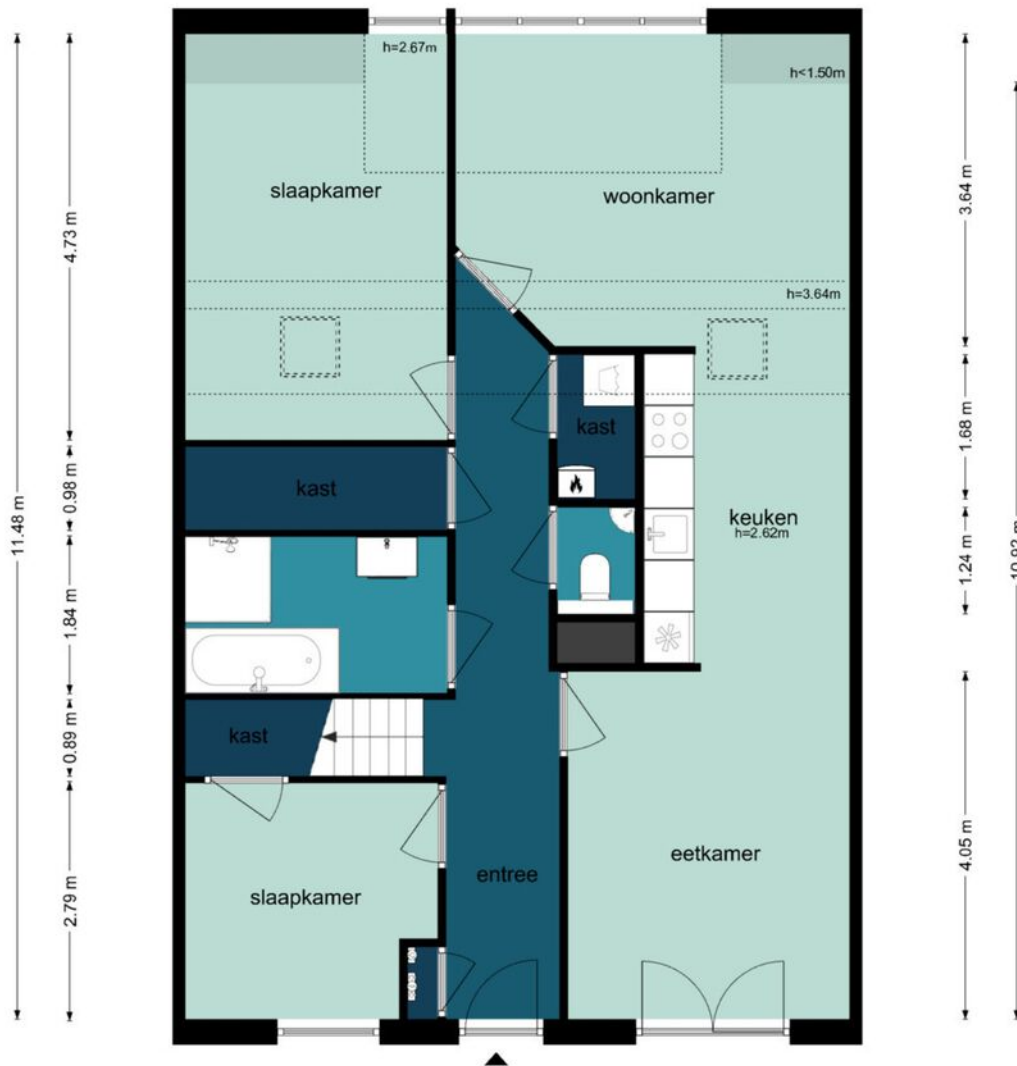 h=2.67m
h<1.50m
slaapkamer
woonkamer
h=3.64m
kast
kast
keuken
h=2.62m
kast
slaapkamer
entree
eetkamer
11.48 m
4.73 m
0.98 m
1.84 m
0.89 m
2.79 m
3.64 m
1.68 m
1.24 m
4.05 m